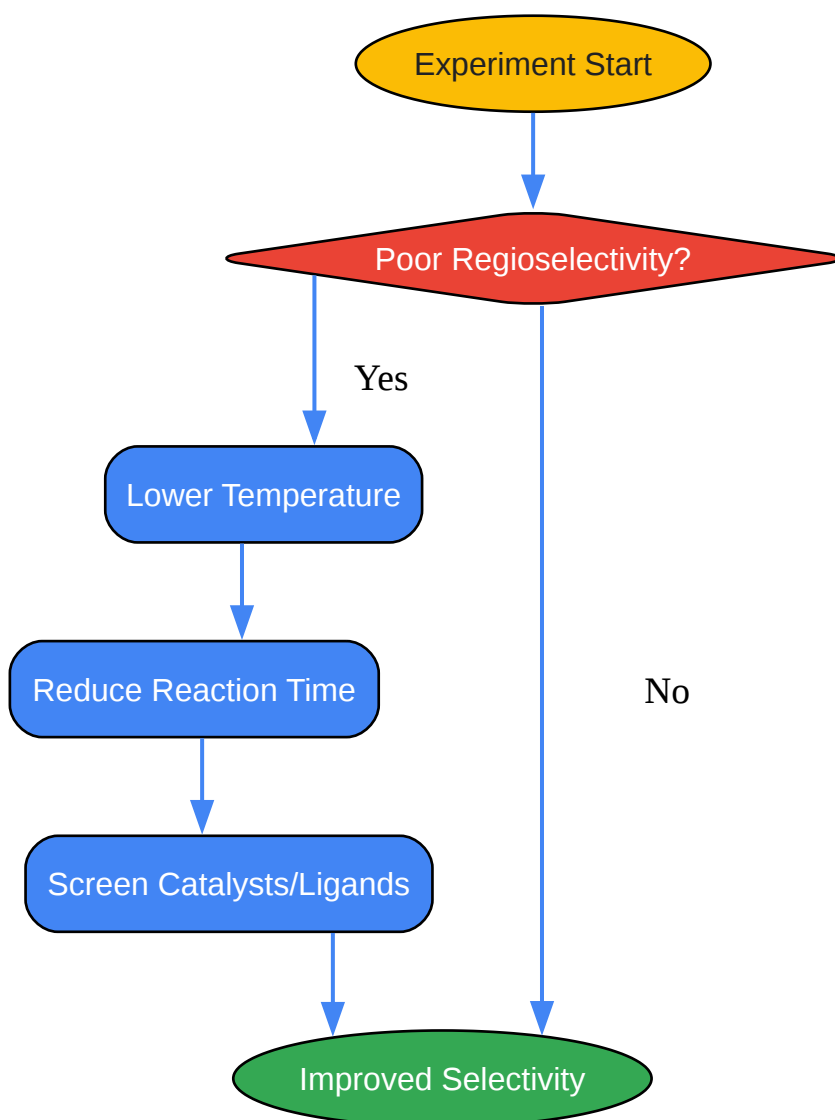 Experiment Start
Poor Regioselectivity?
Yes
Lower Temperature
Reduce Reaction Time
No
Screen Catalysts/Ligands
Improved Selectivity